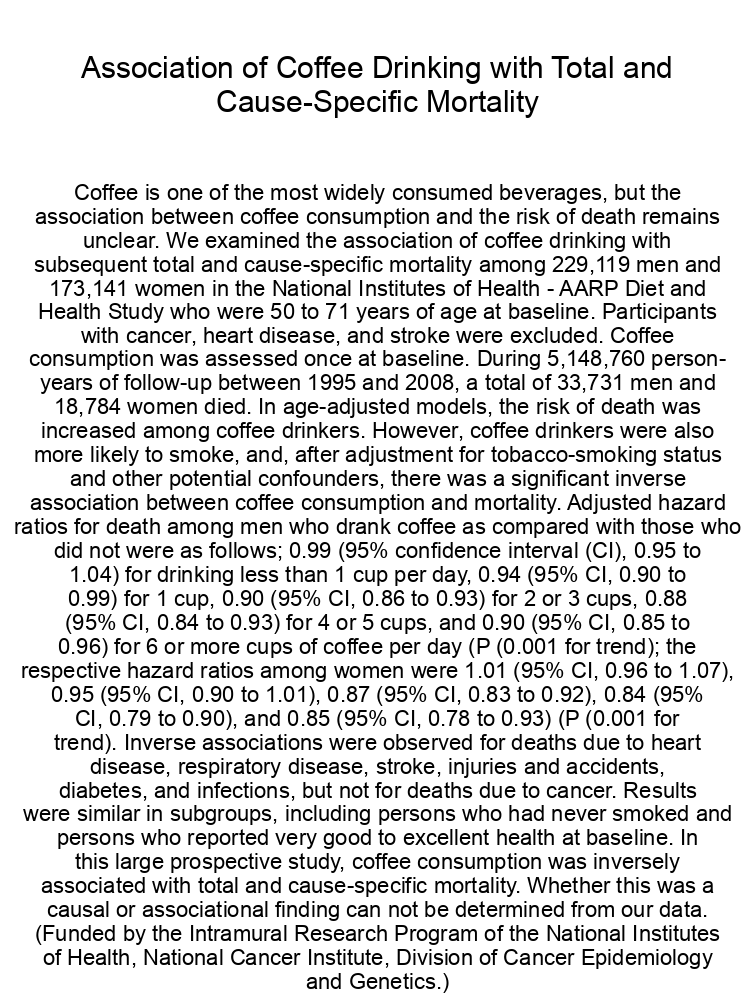 Association of Coffee Drinking with Total and
Cause-Specific Mortality
Coffee is one of the most widely consumed beverages, but the
association between coffee consumption and the risk of death remains
unclear. We examined the association of coffee drinking with
subsequent total and cause-specific mortality among 229,119 men and
173,141 women in the National Institutes of Health - AARP Diet and
Health Study who were 50 to 71 years of age at baseline. Participants
with cancer, heart disease, and stroke were excluded. Coffee
consumption was assessed once at baseline. During 5,148,760 person-
years of follow-up between 1995 and 2008, a total of 33,731 men and
18,784 women died. In age-adjusted models, the risk of death was
increased among coffee drinkers. However, coffee drinkers were also
more likely to smoke, and, after adjustment for tobacco-smoking status
and other potential confounders, there was a significant inverse
association between coffee consumption and mortality. Adjusted hazard
ratios for death among men who drank coffee as compared with those who
did not were as follows; 0.99 (95% confidence interval (CI), 0.95 to
1.04) for drinking less than 1 cup per day, 0.94 (95% CI, 0.90 to
0.99) for 1 cup, 0.90 (95% CI, 0.86 to 0.93) for 2 or 3 cups, 0.88
(95% CI, 0.84 to 0.93) for 4 or 5 cups, and 0.90 (95% CI, 0.85 to
0.96) for 6 or more cups of coffee per day (P (0.001 for trend); the
respective hazard ratios among women were 1.01 (95% CI, 0.96 to 1.07),
0.95 (95% CI, 0.90 to 1.01), 0.87 (95% CI, 0.83 to 0.92), 0.84 (95%
CI, 0.79 to 0.90), and 0.85 (95% CI, 0.78 to 0.93) (P (0.001 for
trend). Inverse associations were observed for deaths due to heart
disease, respiratory disease, stroke, injuries and accidents,
diabetes, and infections, but not for deaths due to cancer. Results
were similar in subgroups, including persons who had never smoked and
persons who reported very good to excellent health at baseline. In
this large prospective study, coffee consumption was inversely
associated with total and cause-specific mortality. Whether this was a
causal or associational finding can not be determined from our data.
(Funded by the Intramural Research Program of the National Institutes
of Health, National Cancer Institute, Division of Cancer Epidemiology
and Genetics.)